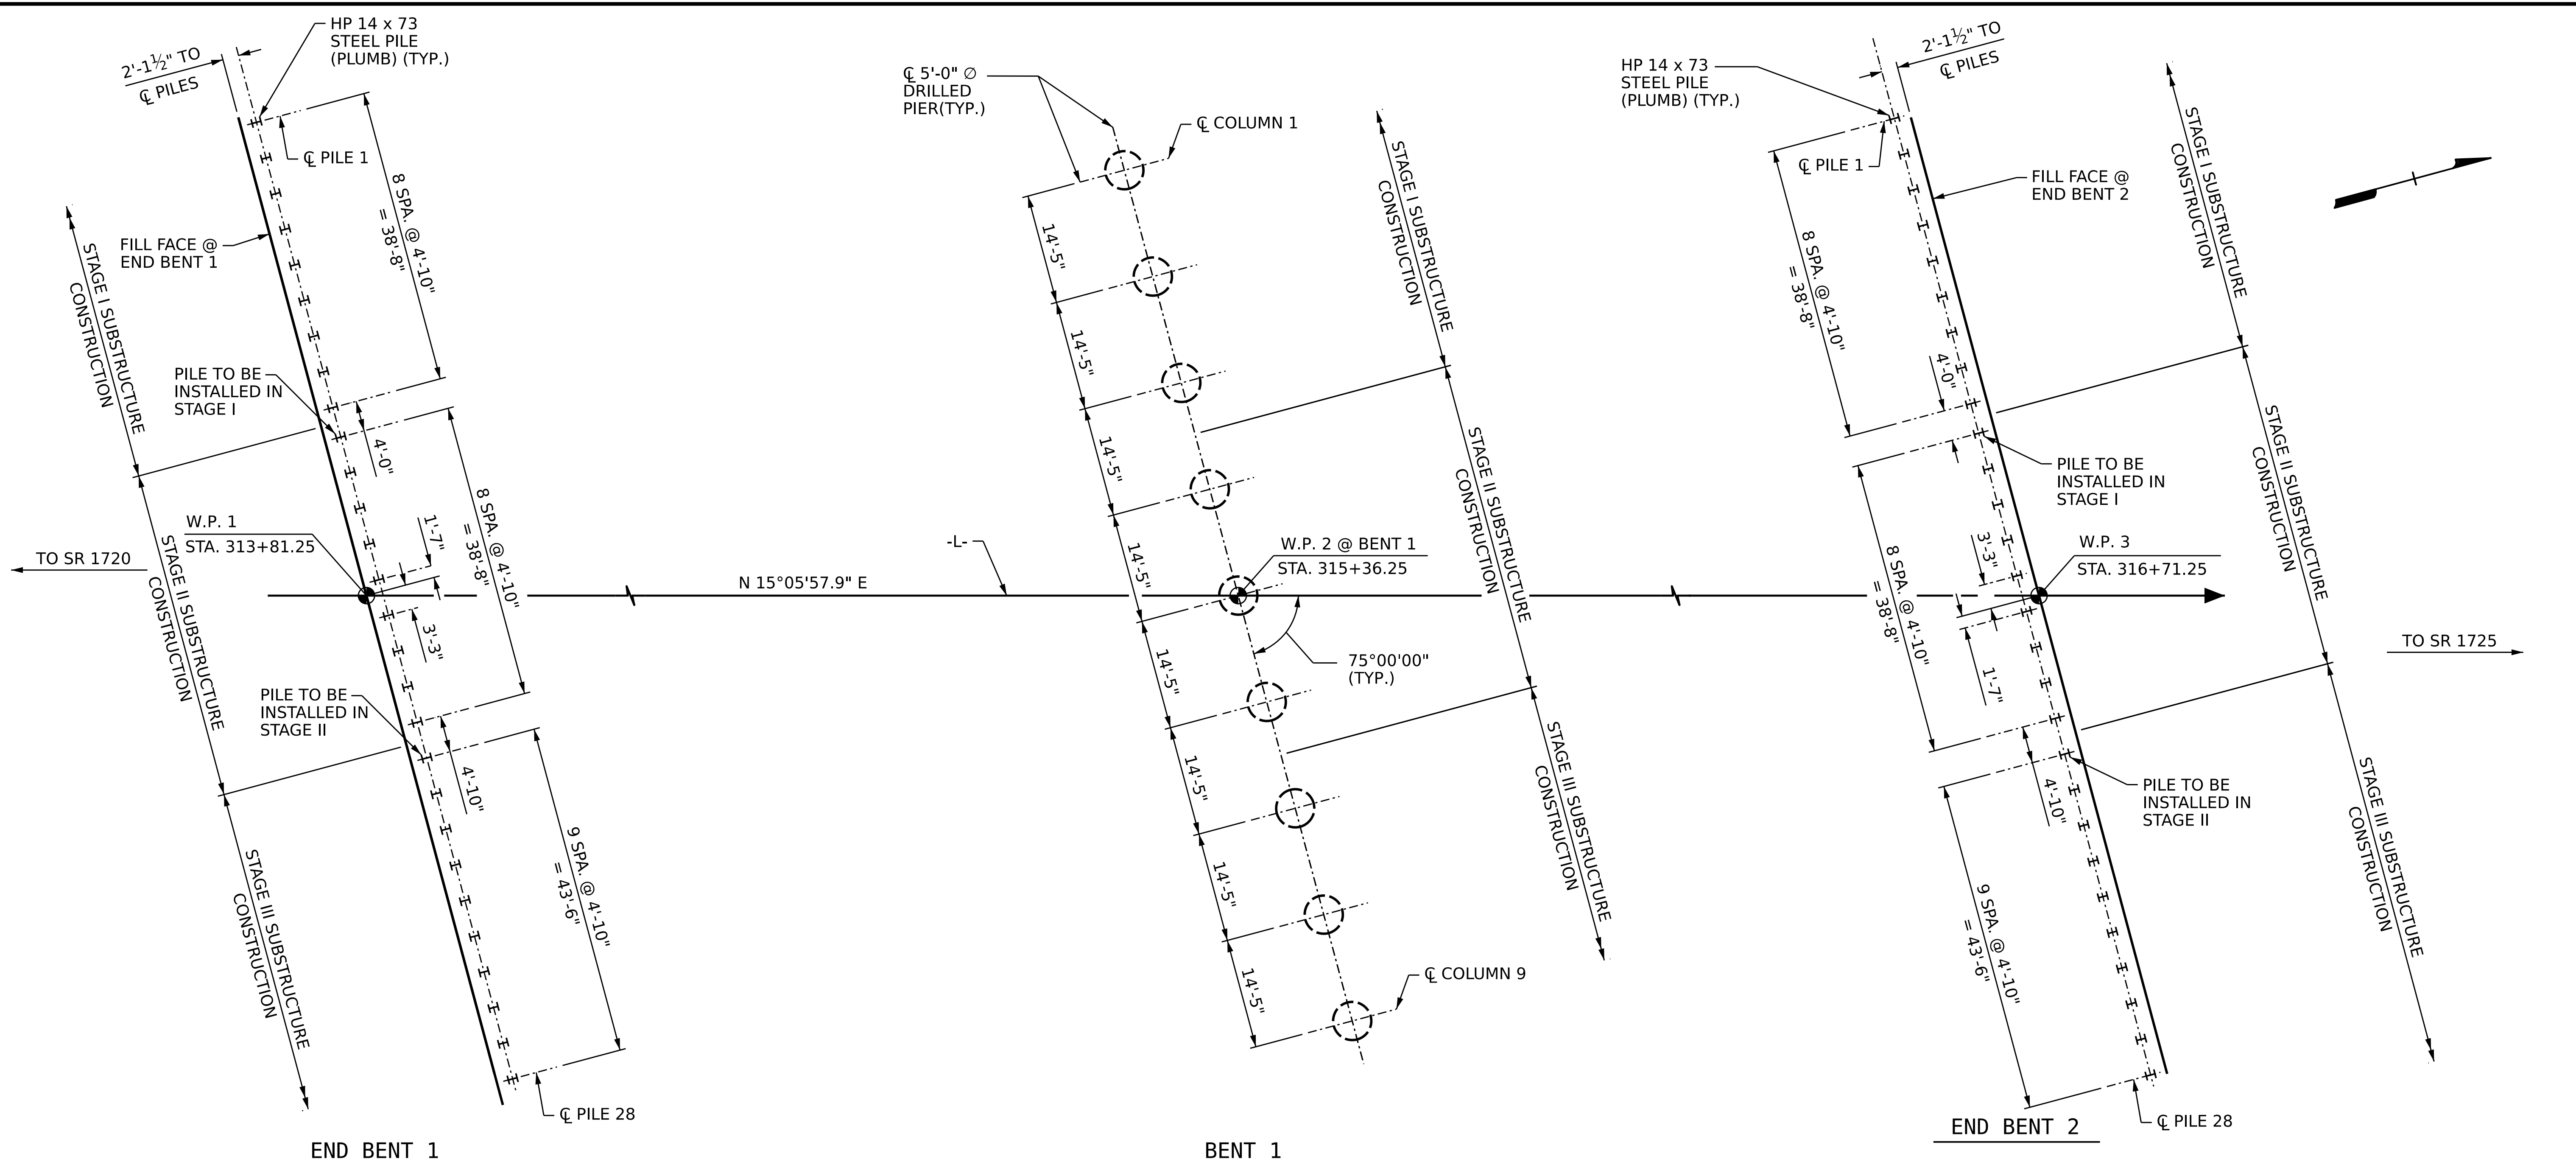 HP 14 x 73
STEEL PILE
(PLUMB) (TYP.)
2'-1½" TO
℄ PILES
℄ PILE 1
8 SPA. @ 4'-10"
= 38'-8"
FILL FACE @
END BENT 1
STAGE I SUBSTRUCTURE
CONSTRUCTION
PILE TO BE
INSTALLED IN
STAGE I
4'-0"
8 SPA. @ 4'-10"
= 38'-8"
1'-7"
W.P. 1
STA. 313+81.25
TO SR 1720
STAGE II SUBSTRUCTURE
CONSTRUCTION
3'-3"
PILE TO BE
INSTALLED IN
STAGE II
4'-10"
9 SPA. @ 4'-10"
= 43'-6"
STAGE III SUBSTRUCTURE
CONSTRUCTION
℄ PILE 28
END BENT 1
℄ 5'-0" ∅
DRILLED
PIER(TYP.)
℄ COLUMN 1
14'-5"
14'-5"
14'-5"
14'-5"
14'-5"
14'-5"
14'-5"
14'-5"
STAGE I SUBSTRUCTURE
CONSTRUCTION
STAGE II SUBSTRUCTURE
CONSTRUCTION
-L-
N 15°05'57.9" E
W.P. 2 @ BENT 1
STA. 315+36.25
75°00'00"
(TYP.)
STAGE III SUBSTRUCTURE
CONSTRUCTION
℄ COLUMN 9
BENT 1
HP 14 x 73
STEEL PILE
(PLUMB) (TYP.)
2'-1½" TO
℄ PILES
℄ PILE 1
FILL FACE @
END BENT 2
8 SPA. @ 4'-10"
= 38'-8"
STAGE I SUBSTRUCTURE
CONSTRUCTION
4'-0"
PILE TO BE
INSTALLED IN
STAGE I
8 SPA. @ 4'-10"
= 38'-8"
3'-3"
W.P. 3
STA. 316+71.25
STAGE II SUBSTRUCTURE
CONSTRUCTION
TO SR 1725
1'-7"
4'-10"
PILE TO BE
INSTALLED IN
STAGE II
9 SPA. @ 4'-10"
= 43'-6"
STAGE III SUBSTRUCTURE
CONSTRUCTION
℄ PILE 28
END BENT 2